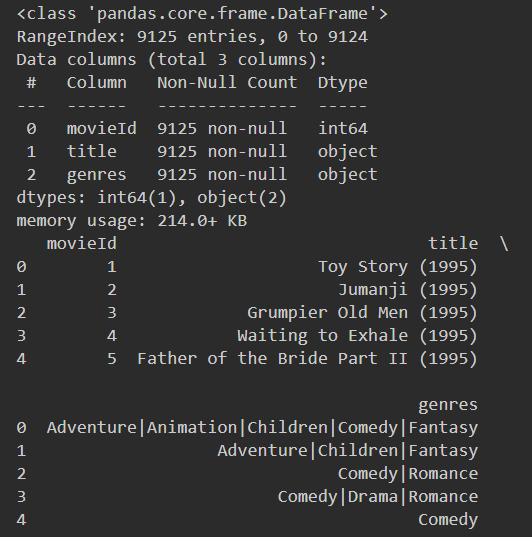 <class 'pandas.core.frame.DataFrame'>
RangeIndex: 9125 entries, 0 to 9124
Data columns (total 3 columns):
 #   Column   Non-Null Count  Dtype
---  ------   --------------  -----
 0   movieId  9125 non-null   int64
 1   title    9125 non-null   object
 2   genres   9125 non-null   object
dtypes: int64(1), object(2)
memory usage: 214.0+ KB
   movieId                               title  \
0        1                    Toy Story (1995)
1        2                      Jumanji (1995)
2        3             Grumpier Old Men (1995)
3        4            Waiting to Exhale (1995)
4        5  Father of the Bride Part II (1995)

                                        genres
0  Adventure|Animation|Children|Comedy|Fantasy
1                   Adventure|Children|Fantasy
2                               Comedy|Romance
3                         Comedy|Drama|Romance
4                                       Comedy